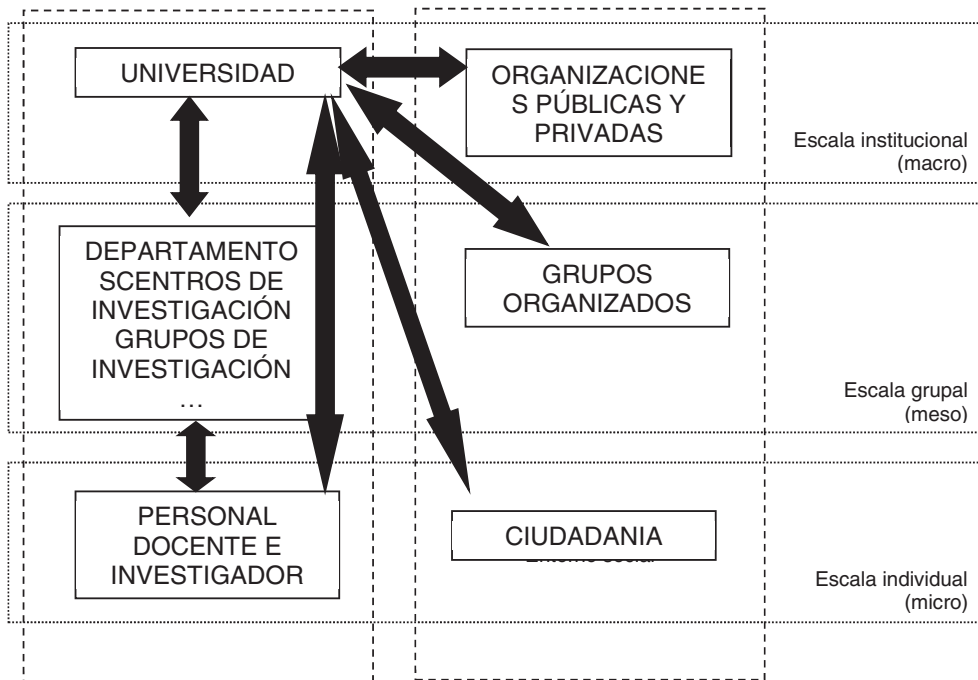 UNIVERSIDAD
ORGANIZACIONE
S PÚBLICAS Y
PRIVADAS
Escala institucional
(macro)
DEPARTAMENTO
SCENTROS DE
INVESTIGACIÓN
GRUPOS DE
INVESTIGACIÓN
…
GRUPOS
ORGANIZADOS
Escala grupal
(meso)
PERSONAL
DOCENTE E
INVESTIGADOR
CIUDADANIA
Escala individual
(micro)